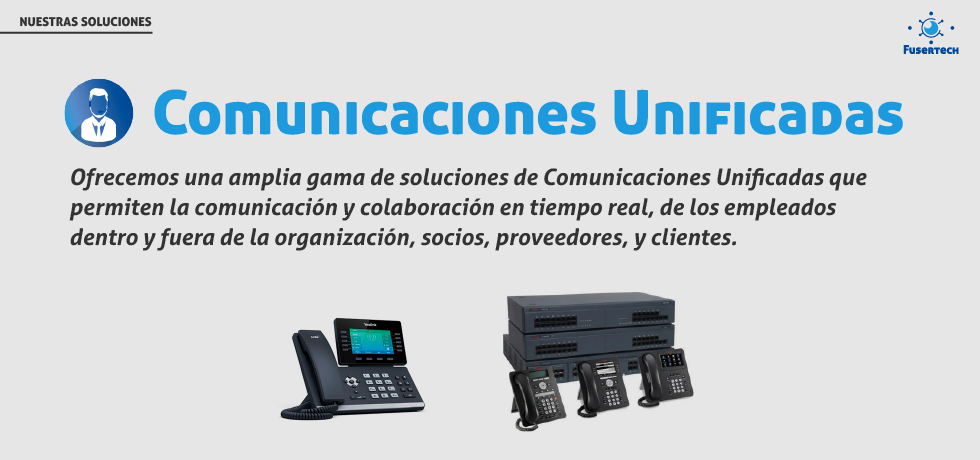 NUESTRAS SOLUCIONES
FUSERTECH
Comunicaciones Unificadas
Ofrecemos una amplia gama de soluciones de Comunicaciones Unificadas que
permiten la comunicación y colaboración en tiempo real, de los empleados
dentro y fuera de la organización, socios, proveedores, y clientes.
Yealink